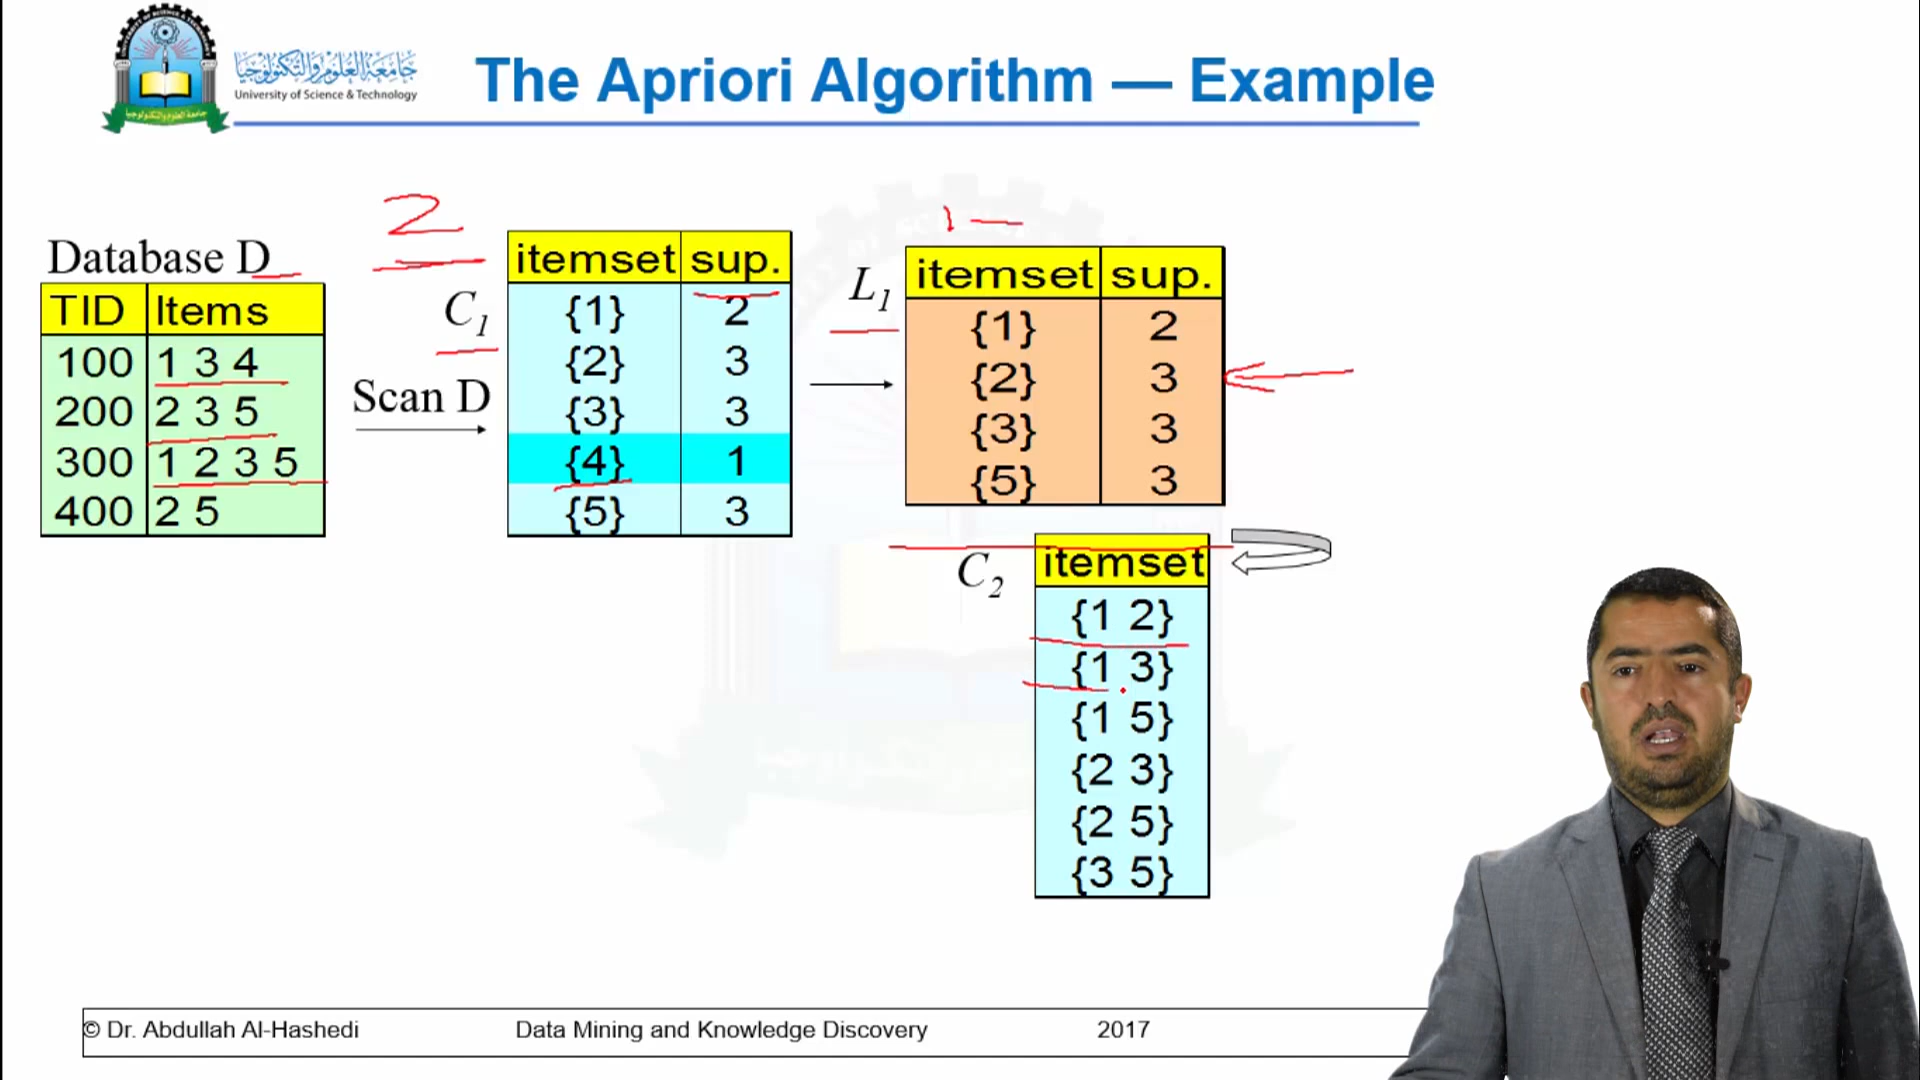 جامعة العلوم والتكنولوجيا
University of Science & Technology
The Apriori Algorithm — Example
Database D
TID Items
100 1 3 4
200 2 3 5
300 1 2 3 5
400 2 5
2
C1
Scan D
itemset sup.
{1} 2
{2} 3
{3} 3
{4} 1
{5} 3
1 —
L1
itemset sup.
{1} 2
{2} 3
{3} 3
{5} 3
C2
itemset
{1 2}
{1 3}
{1 5}
{2 3}
{2 5}
{3 5}
© Dr. Abdullah Al-Hashedi Data Mining and Knowledge Discovery 2017